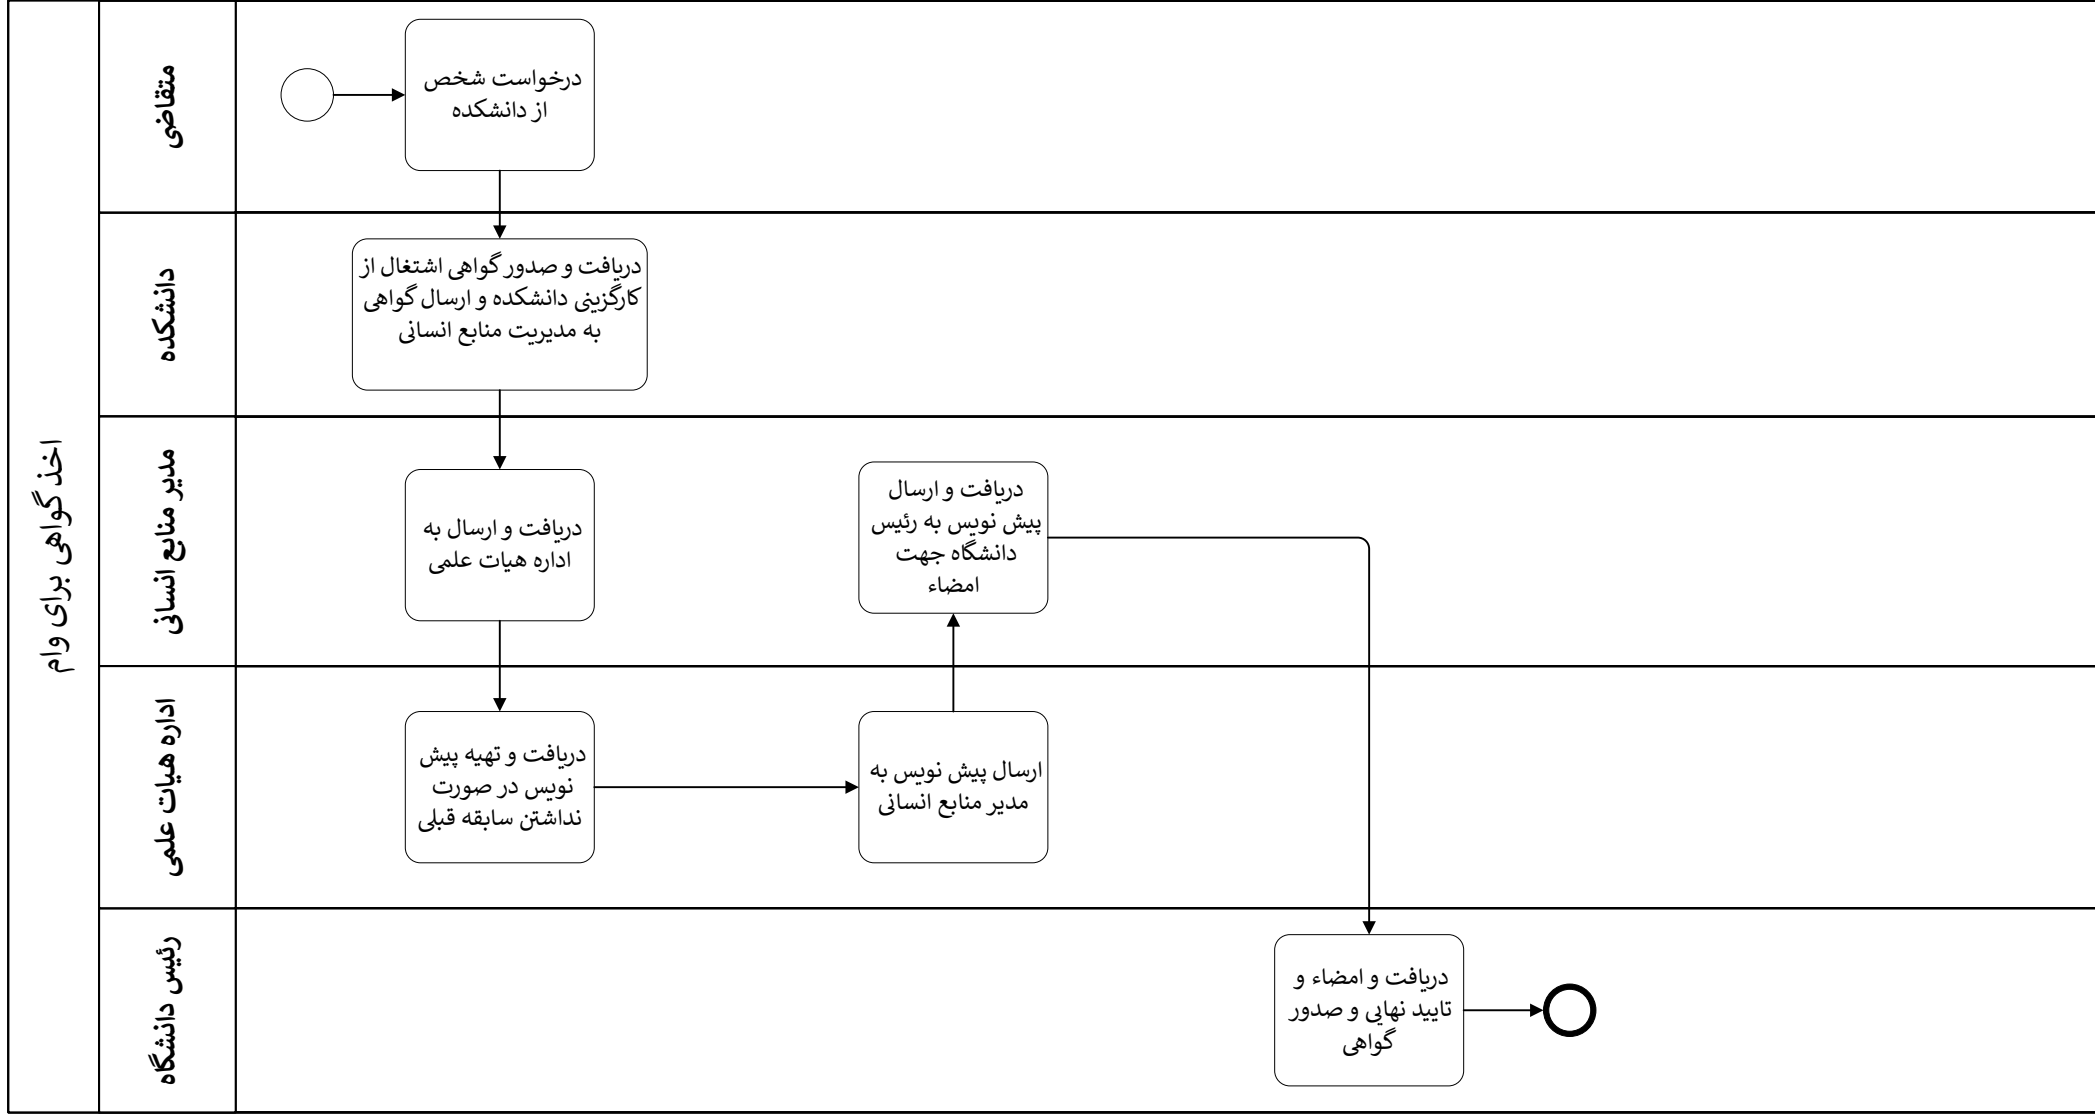 اخذ گواهی برای وام
متقاضی
درخواست شخص
از دانشکده
دانشکده
دریافت و صدور گواهی اشتغال از
کارگزینی دانشکده و ارسال گواهی
به مدیریت منابع انسانی
مدیر منابع انسانی
دریافت و ارسال به
اداره هیات علمی
دریافت و ارسال
پیش نویس به رئیس
دانشگاه جهت
امضاء
اداره هیات علمی
دریافت و تهیه پیش
نویس در صورت
نداشتن سابقه قبلی
ارسال پیش نویس به
مدیر منابع انسانی
رئیس دانشگاه
دریافت و امضاء و
تایید نهایی و صدور
گواهی